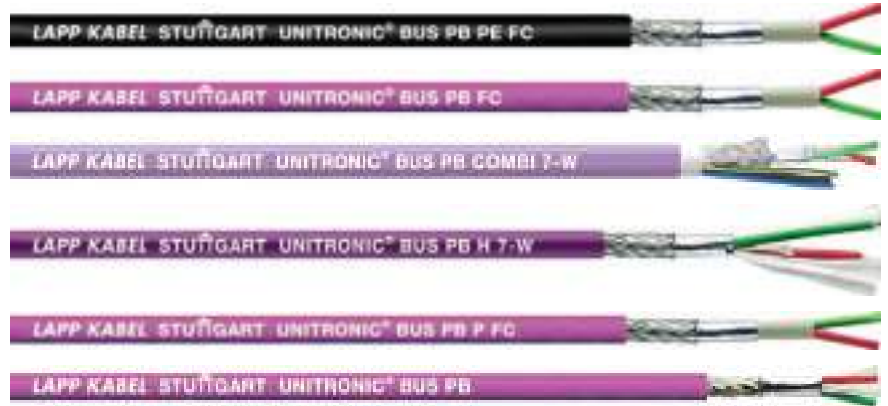 LAPP KABEL STUTTGART UNITRONIC® BUS PB PE FC
LAPP KABEL STUTTGART UNITRONIC® BUS PB FC
LAPP KABEL STUTTGART UNITRONIC® BUS PB COMBI 7-W
LAPP KABEL STUTTGART UNITRONIC® BUS PB H 7-W
LAPP KABEL STUTTGART UNITRONIC® BUS PB P FC
LAPP KABEL STUTTGART UNITRONIC® BUS PB